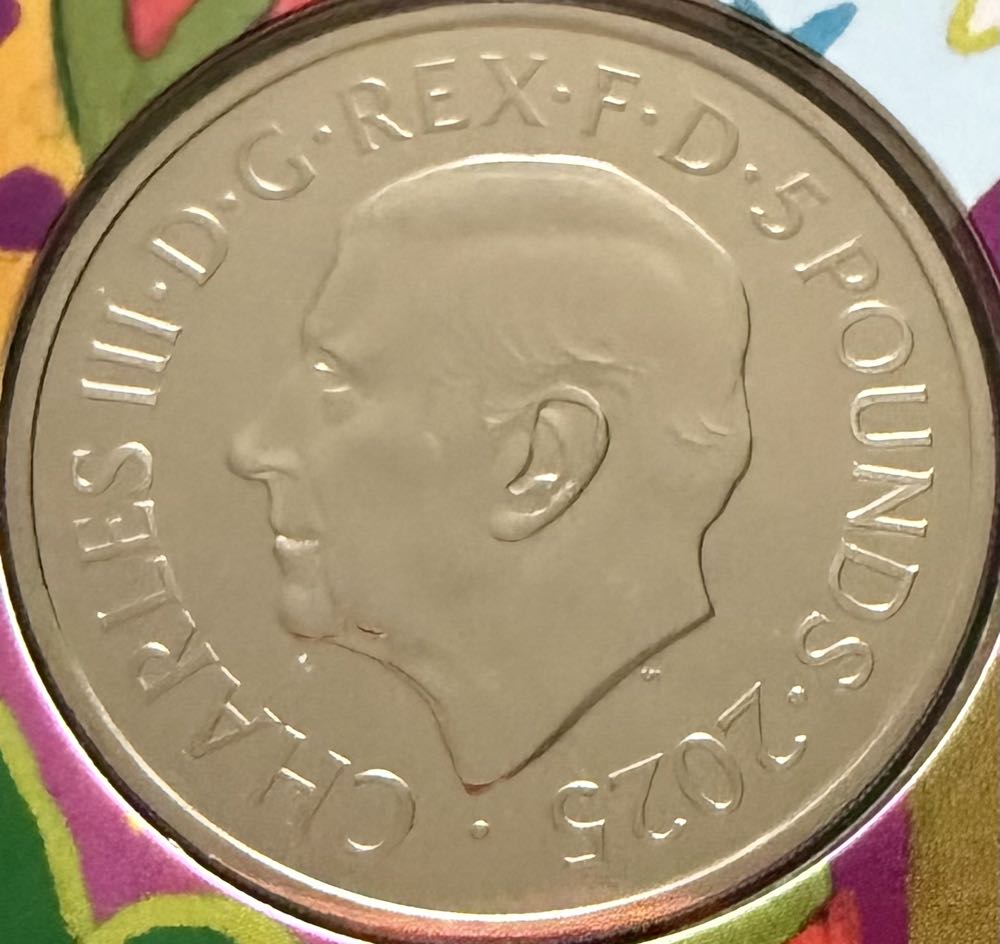 · CHARLES III · D · G · REX · F · D · 5 POUNDS · 2025